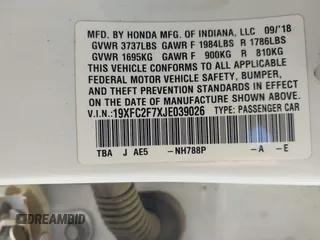 MFD. BY HONDA MFG. OF INDIANA, LLC 09/'18
GVWR 3737LBS GAWR F 1984LBS R 1786LBS
GVWR 1695KG GAWR F 900KG R 810KG
THIS VEHICLE CONFORMS TO ALL APPLICABLE
FEDERAL MOTOR VEHICLE SAFETY, BUMPER,
AND THEFT PREVENTION STANDARDS IN EFFECT
ON THE DATE OF MANUFACTURE SHOWN ABOVE.
V.I.N.:19XFC2F7XJE039026 TYPE: PASSENGER CAR
TBA J AE5 -NH788P -A -E
DREAMBID